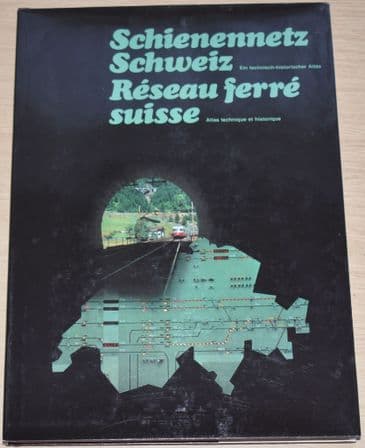 Schienennetz
Schweiz Ein technisch-historischer Atlas
Réseau ferré
suisse Atlas technique et historique